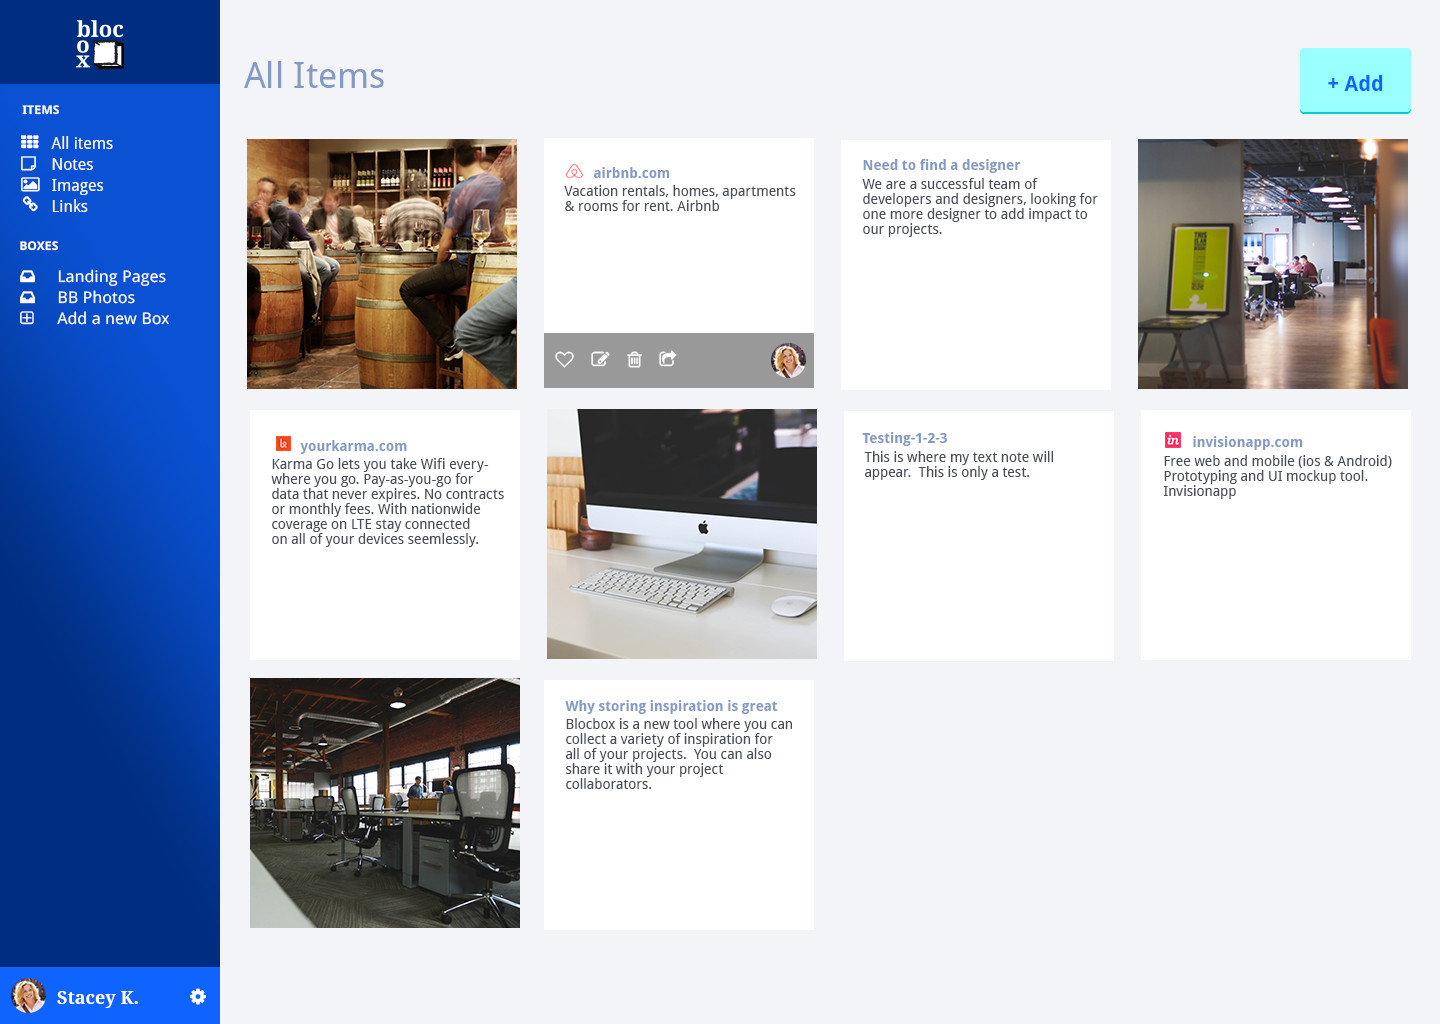 bloc
o
x
ITEMS
All items
Notes
Images
Links
BOXES
Landing Pages
BB Photos
Add a new Box
Stacey K.
All Items
+ Add
airbnb.com
Vacation rentals, homes, apartments
& rooms for rent. Airbnb
Need to find a designer
We are a successful team of
developers and designers, looking for
one more designer to add impact to
our projects.
THIS
IS AN
yourkarma.com
Karma Go lets you take Wifi every-
where you go. Pay-as-you-go for
data that never expires. No contracts
or monthly fees. With nationwide
coverage on LTE stay connected
on all of your devices seemlessly.
Testing-1-2-3
This is where my text note will
appear.  This is only a test.
in invisionapp.com
Free web and mobile (ios & Android)
Prototyping and UI mockup tool.
Invisionapp
Why storing inspiration is great
Blocbox is a new tool where you can
collect a variety of inspiration for
all of your projects.  You can also
share it with your project
collaborators.